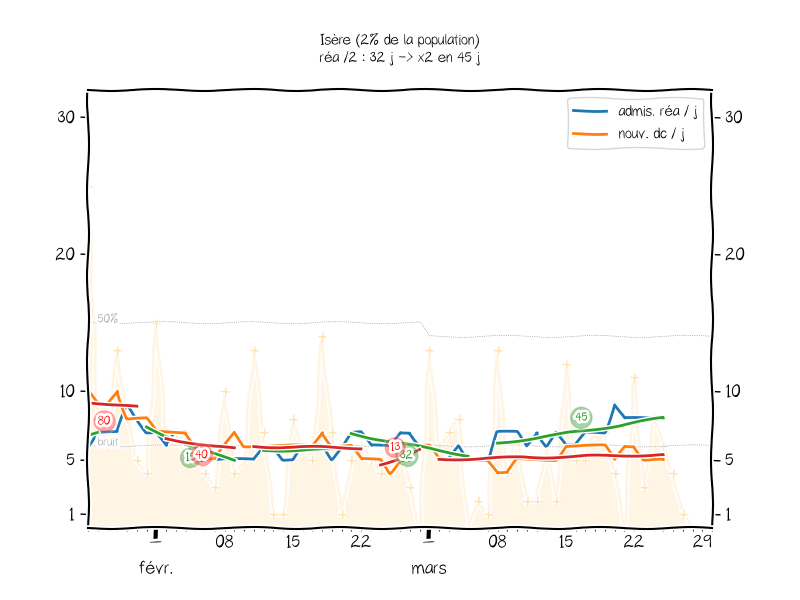 Isère (2% de la population)
réa /2 : 32 j -> x2 en 45 j
admis. réa / j
nouv. dc / j
30 30
20 20
50%
10 10
80
45
bruit
13
40
32
5 5
1 1
08 15 22 08 15 22 29
févr. mars